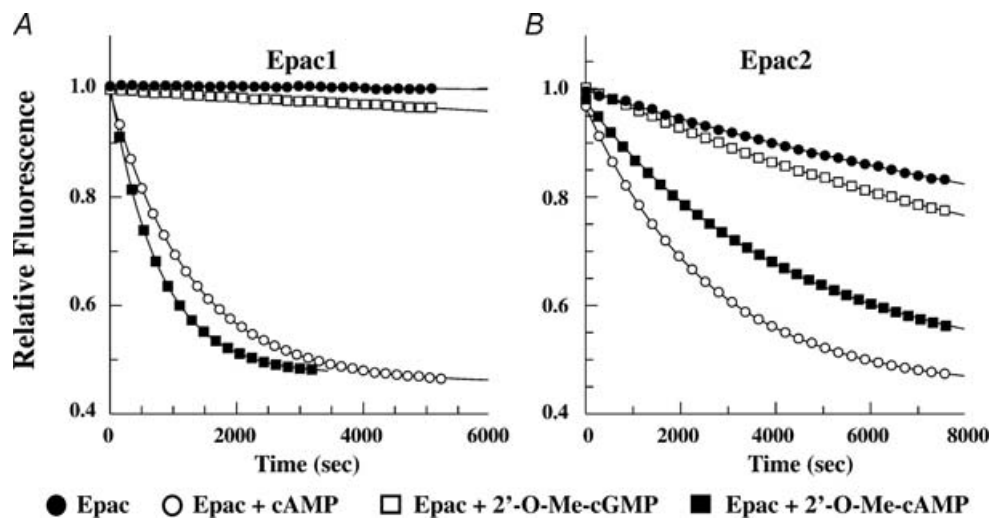 A
B
Epac1
Epac2
Relative Fluorescence
1.0
0.8
0.6
0.4
0 2000 4000 6000
Time (sec)
1.0
0.8
0.6
0.4
0 2000 4000 6000 8000
Time (sec)
Epac Epac + cAMP Epac + 2'-O-Me-cGMP Epac + 2'-O-Me-cAMP